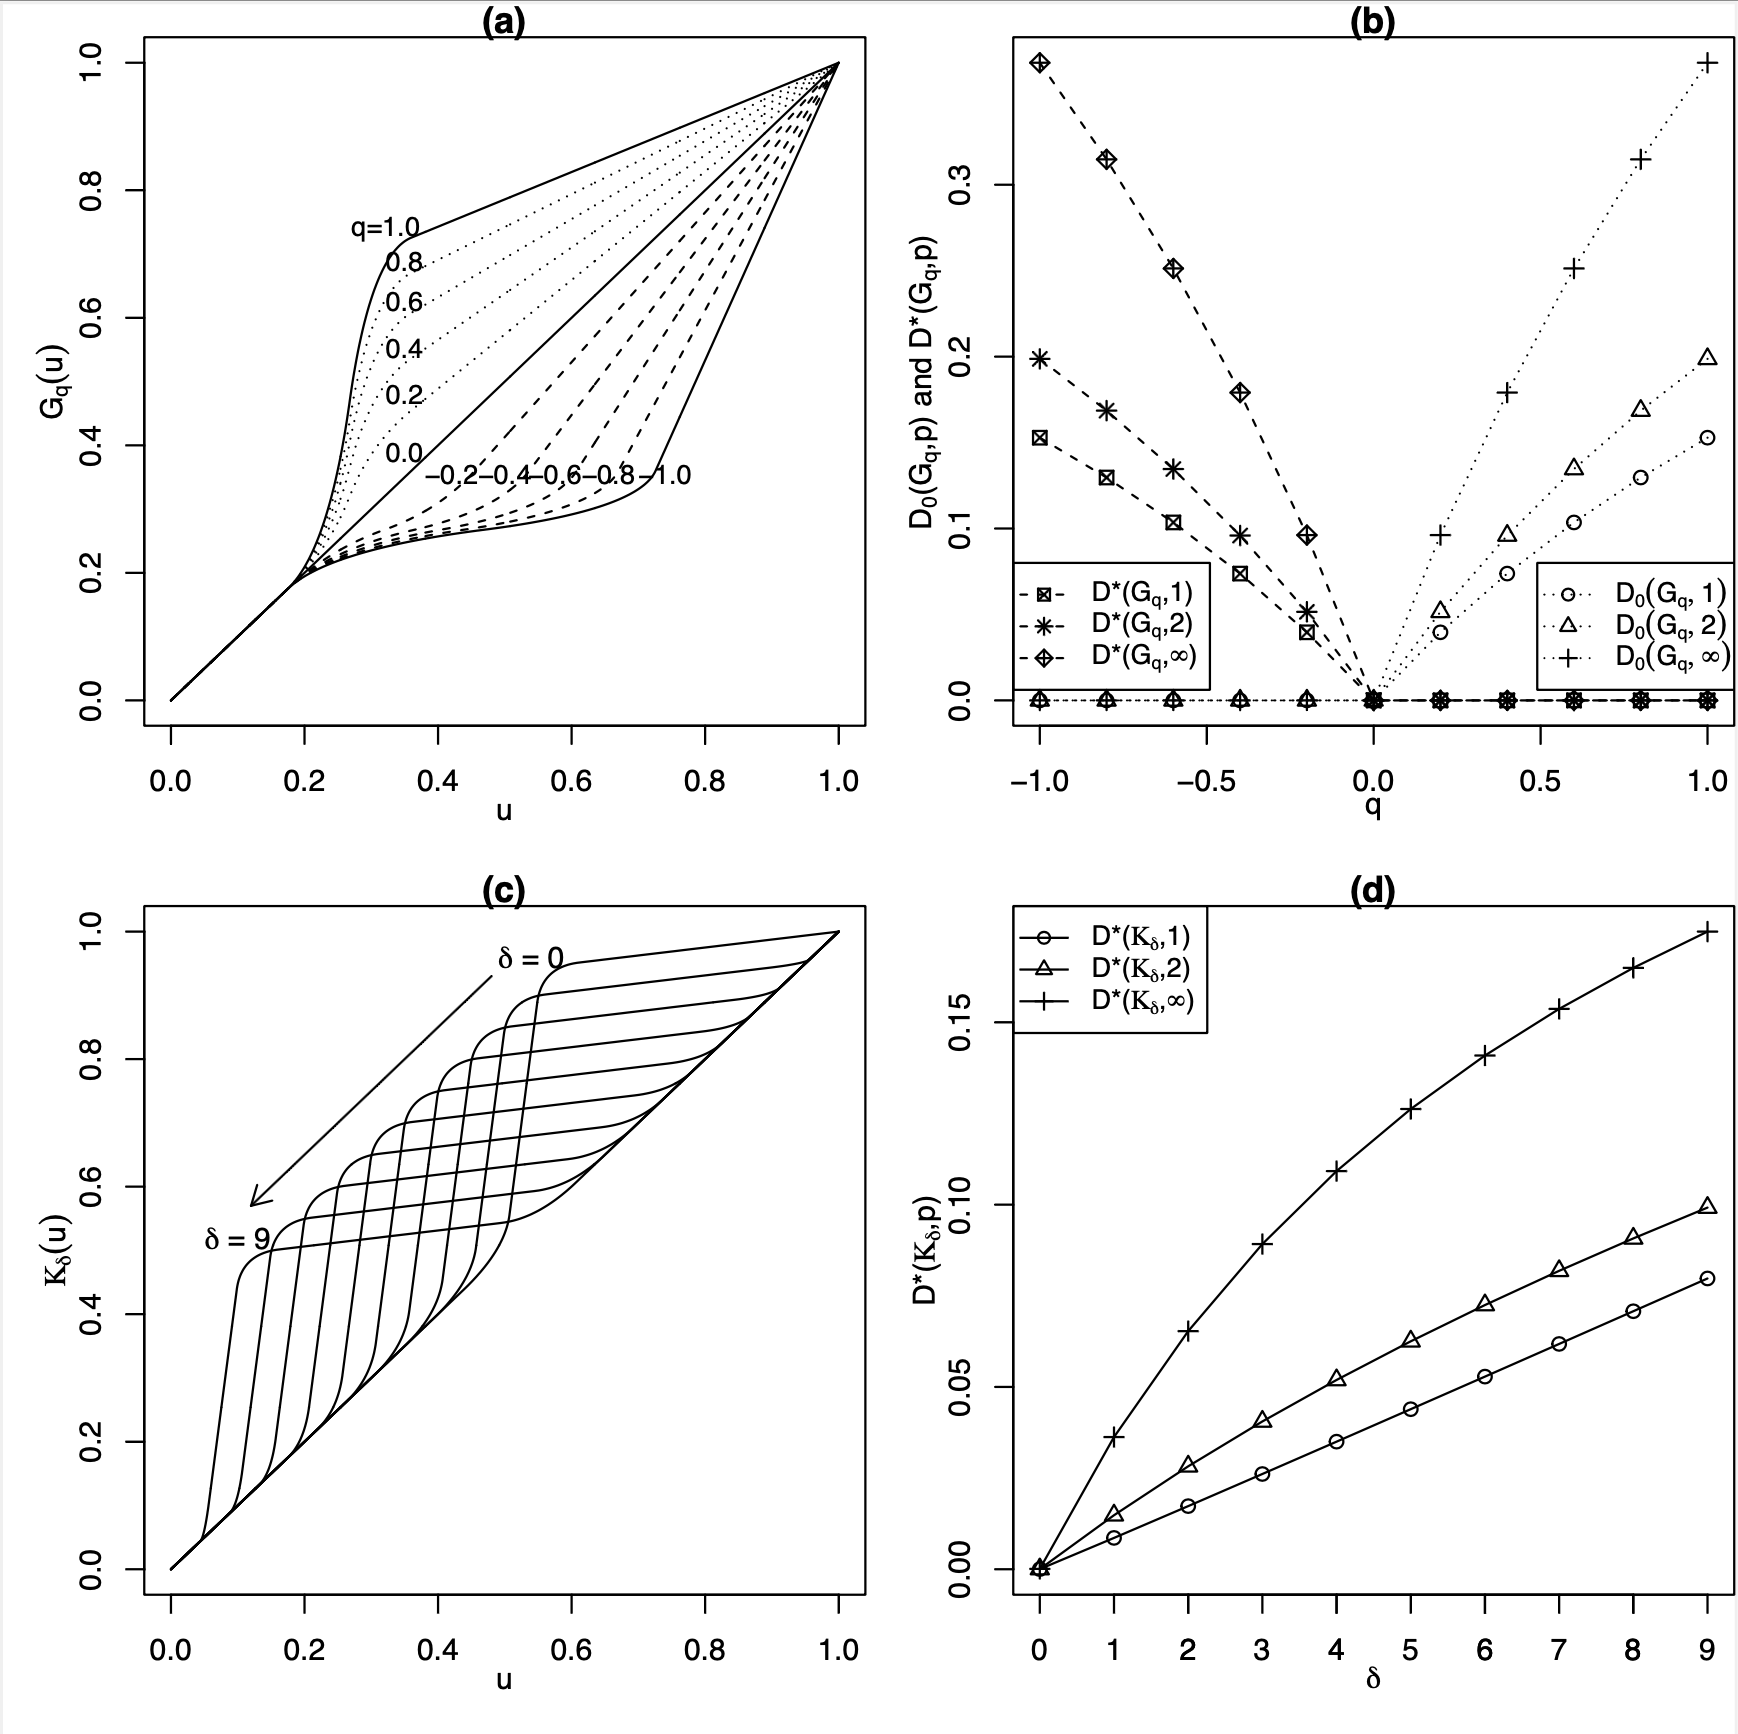 (a)
1.0
0.8
0.6
0.4
0.2
0.0
G_q(u)
q=1.0
0.8
0.6
0.4
0.2
0.0
−0.2 −0.4 −0.6 −0.8 −1.0
0.0 0.2 0.4 0.6 0.8 1.0
u
(b)
0.3
0.2
0.1
0.0
D_0(G_q,p) and D*(G_q,p)
D*(G_q,1)
D*(G_q,2)
D*(G_q,∞)
D_0(G_q, 1)
D_0(G_q, 2)
D_0(G_q, ∞)
−1.0 −0.5 0.0 0.5 1.0
q
(c)
1.0
0.8
0.6
0.4
0.2
0.0
K_δ(u)
δ = 0
δ = 9
0.0 0.2 0.4 0.6 0.8 1.0
u
(d)
D*(K_δ,1)
D*(K_δ,2)
D*(K_δ,∞)
0.15
0.10
0.05
0.00
D*(K_δ,p)
0 1 2 3 4 5 6 7 8 9
δ